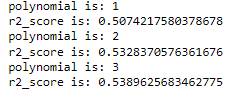 polynomial is: 1
r2_score is: 0.5074217580378678
polynomial is: 2
r2_score is: 0.5328370576361676
polynomial is: 3
r2_score is: 0.5389625683462775